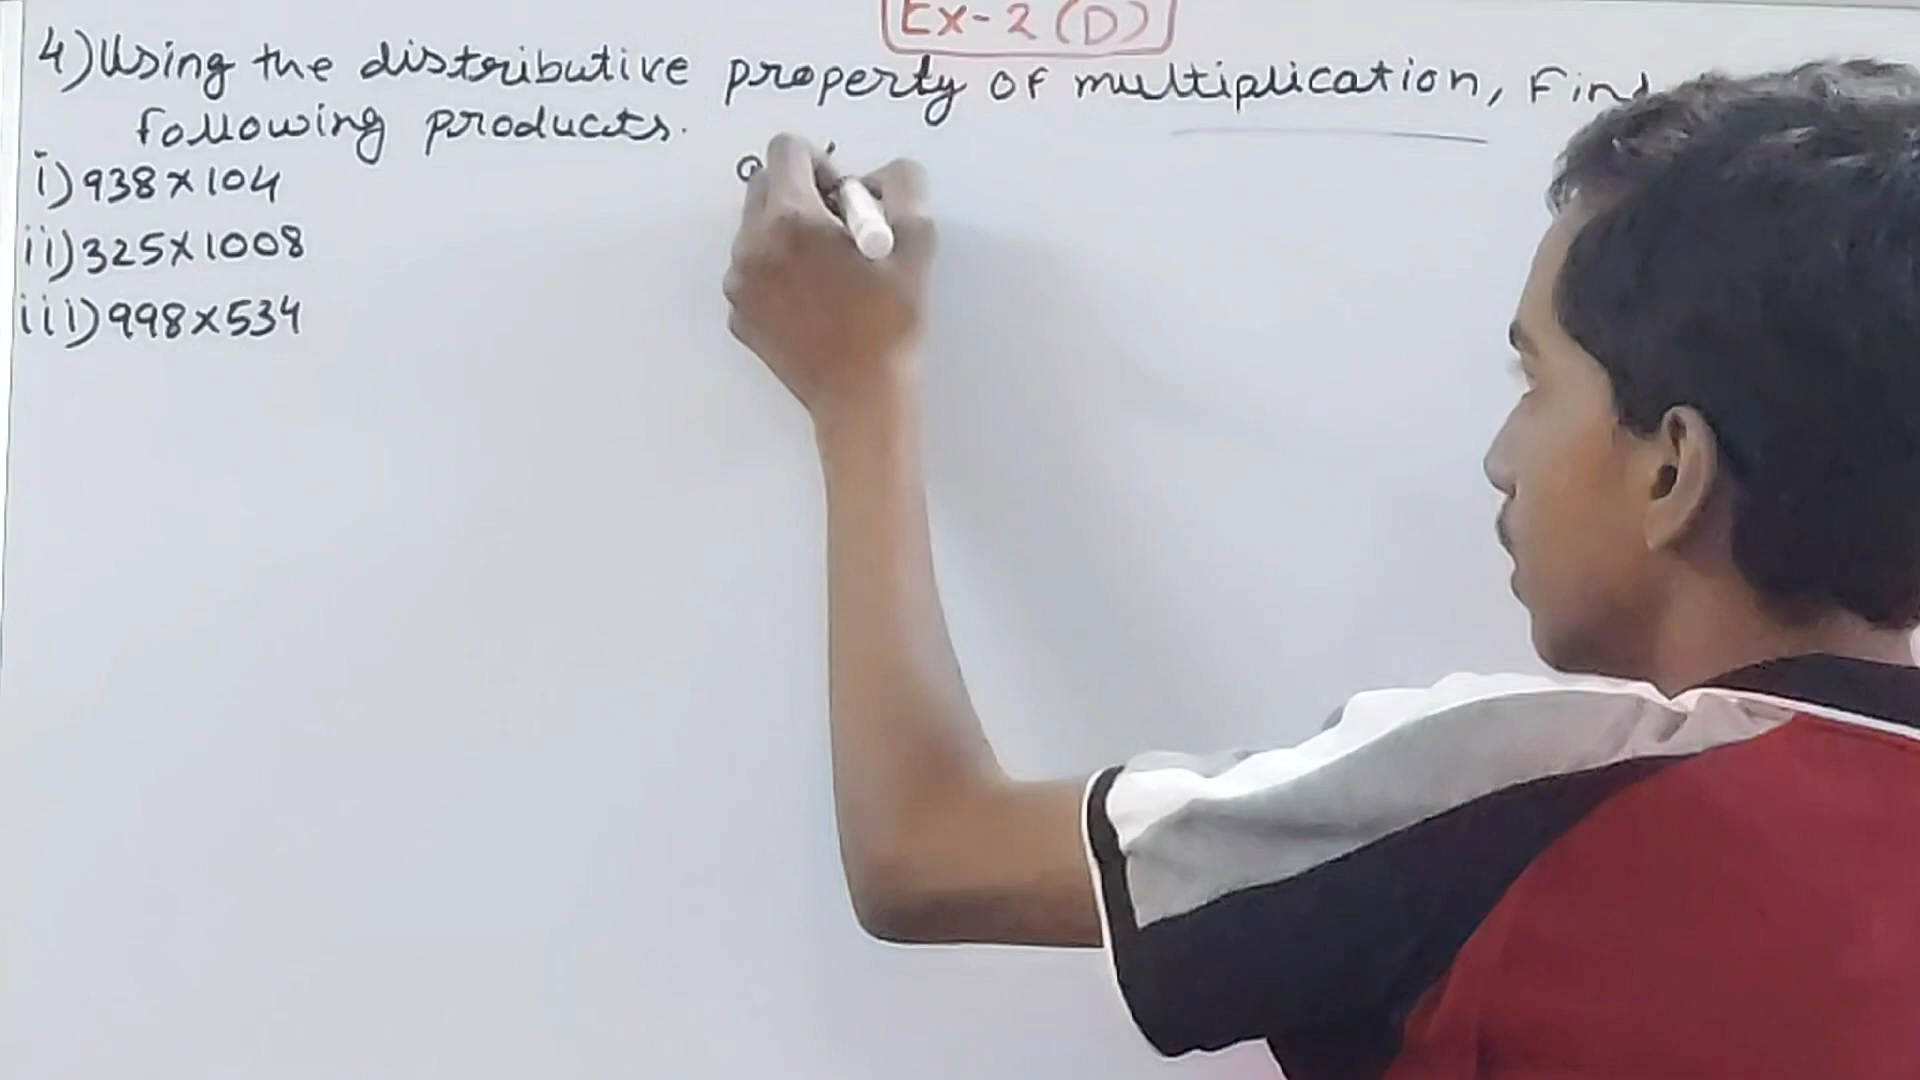 Ex-2 (D)
4) Using the distributive property of multiplication, Find
following products.
i) 938×104
ii) 325×1008
iii) 998×534